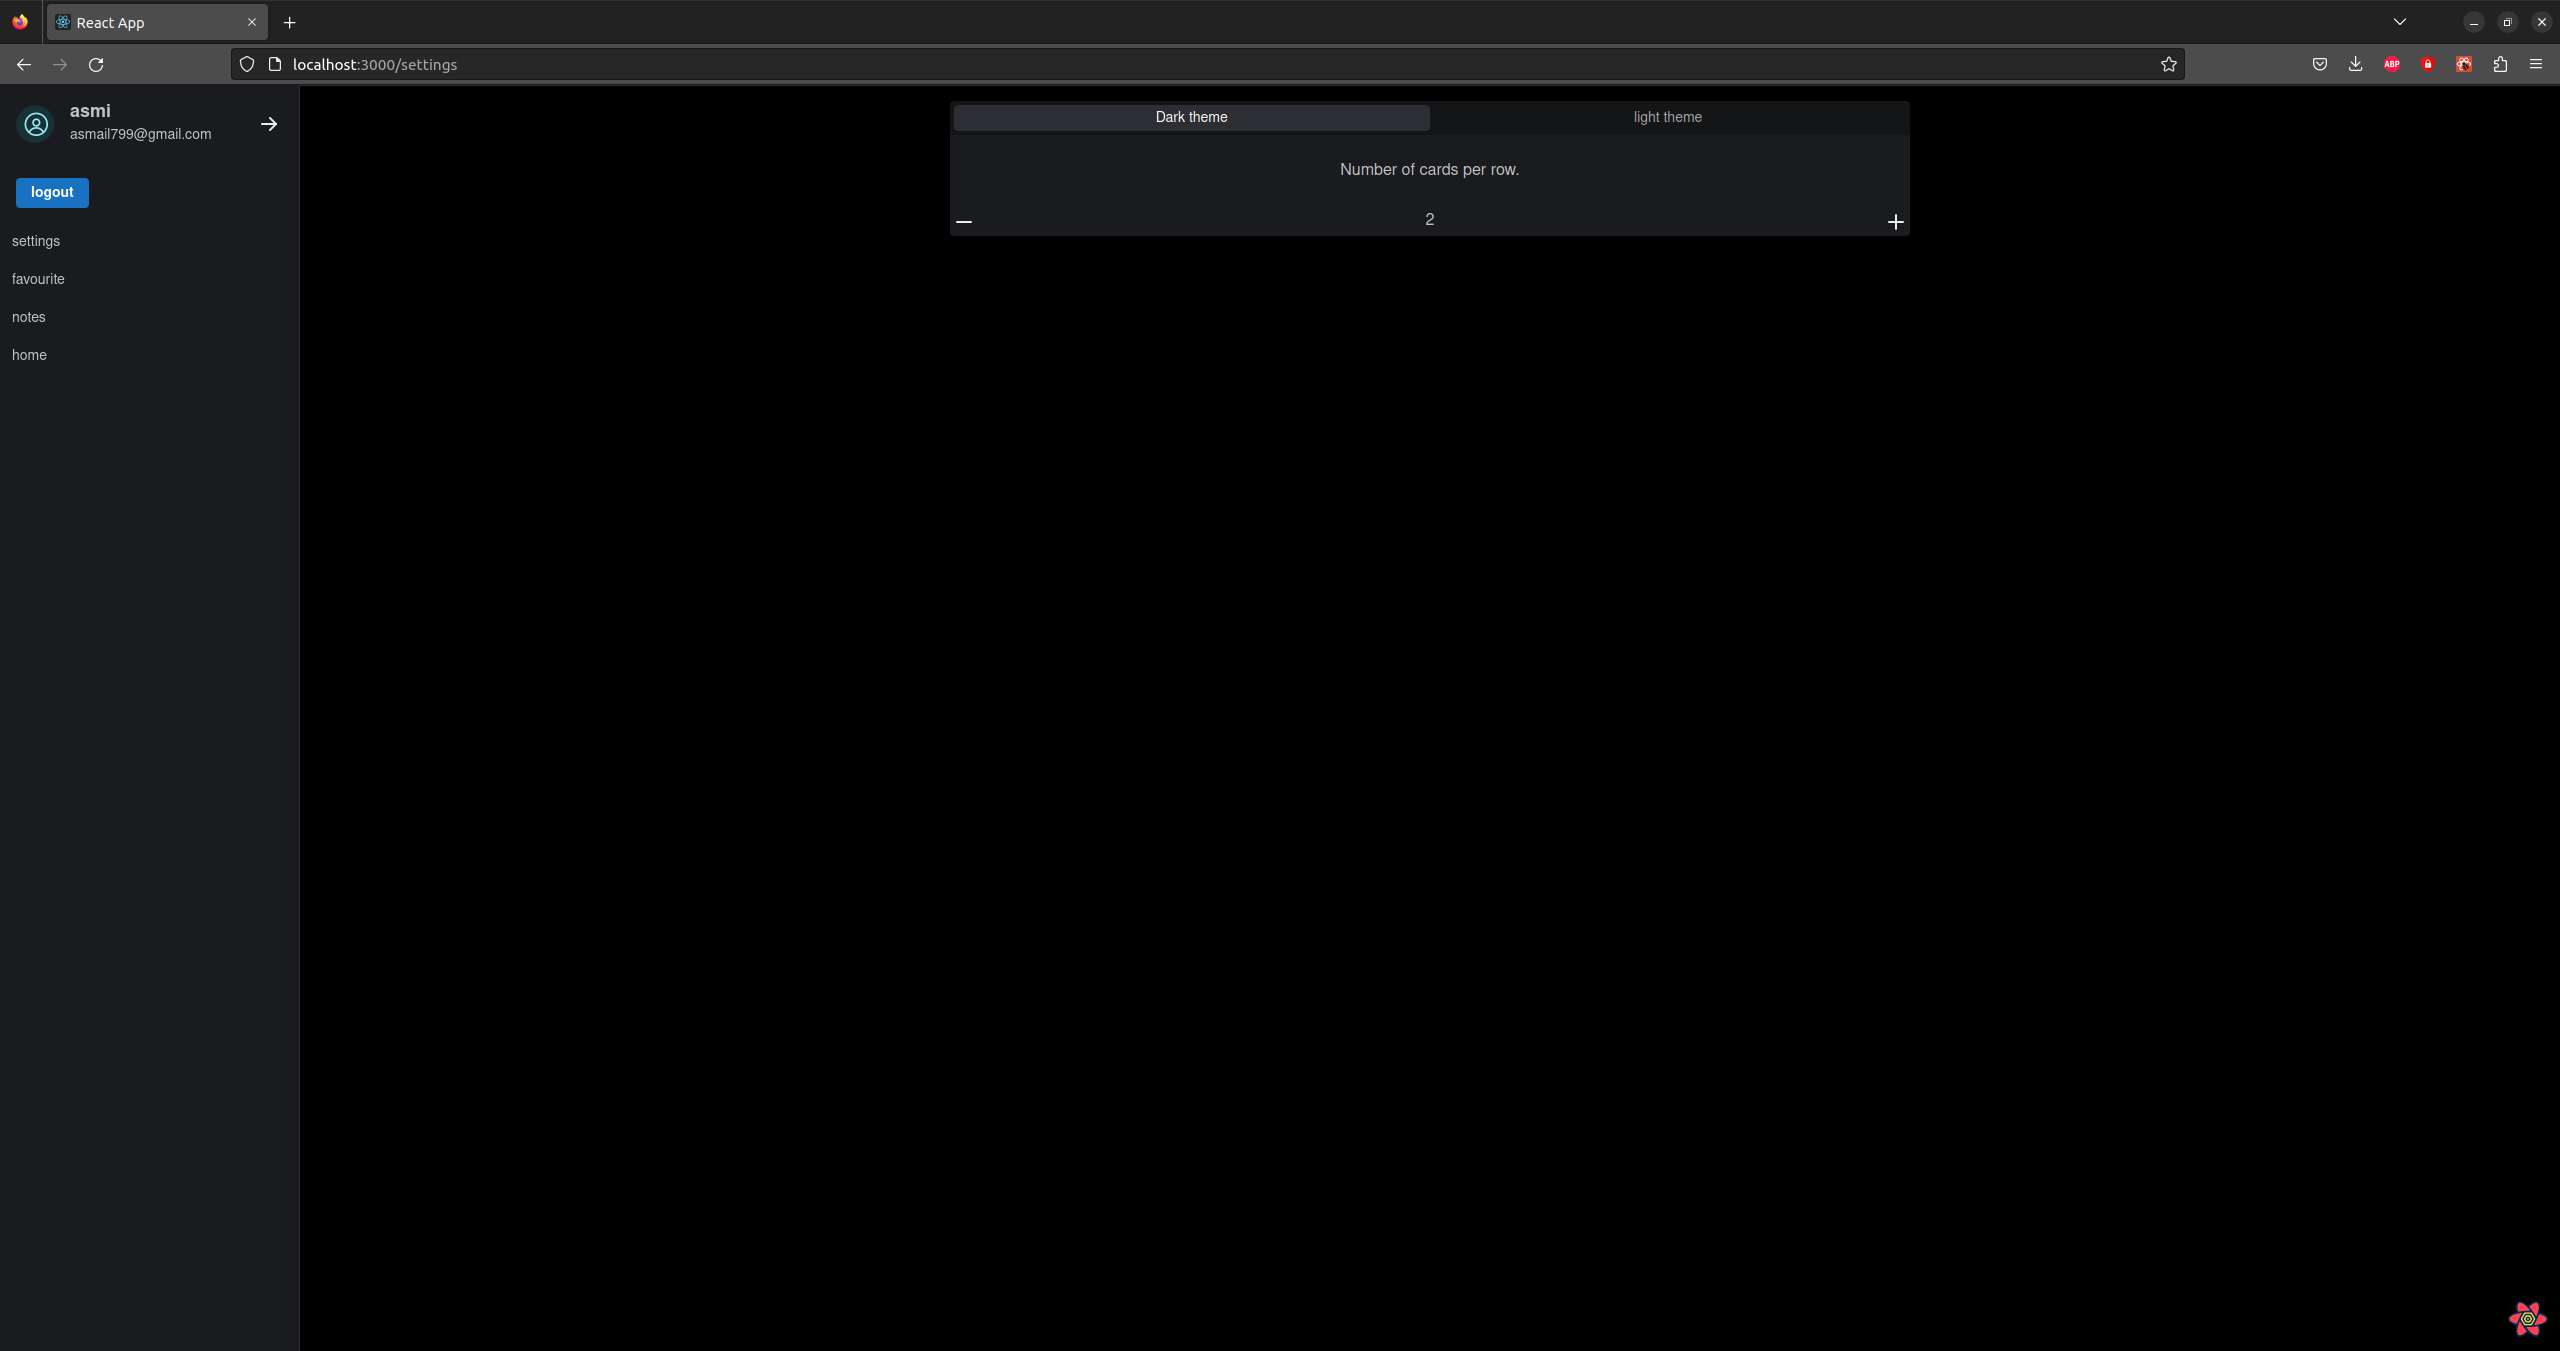 React App
localhost:3000/settings
ABP
asmi
asmail799@gmail.com
logout
settings
favourite
notes
home
Dark theme
light theme
Number of cards per row.
2